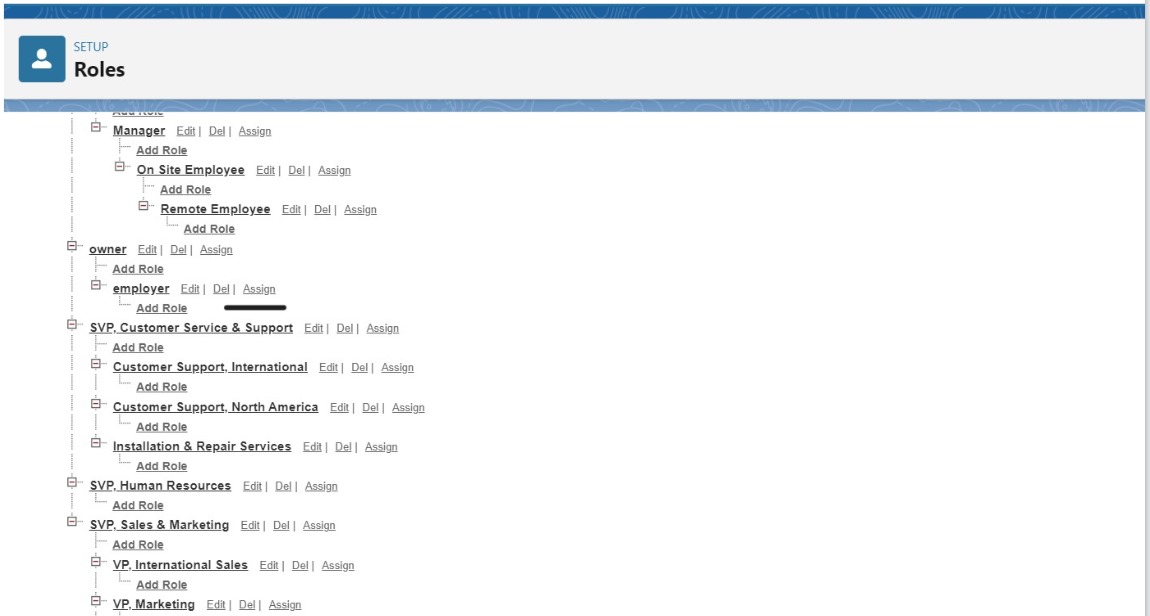 SETUP
Roles
Add Role
Manager Edit | Del | Assign
Add Role
On Site Employee Edit | Del | Assign
Add Role
Remote Employee Edit | Del | Assign
Add Role
owner Edit | Del | Assign
Add Role
employer Edit | Del | Assign
Add Role
SVP, Customer Service & Support Edit | Del | Assign
Add Role
Customer Support, International Edit | Del | Assign
Add Role
Customer Support, North America Edit | Del | Assign
Add Role
Installation & Repair Services Edit | Del | Assign
Add Role
SVP, Human Resources Edit | Del | Assign
Add Role
SVP, Sales & Marketing Edit | Del | Assign
Add Role
VP, International Sales Edit | Del | Assign
Add Role
VP, Marketing Edit | Del | Assign